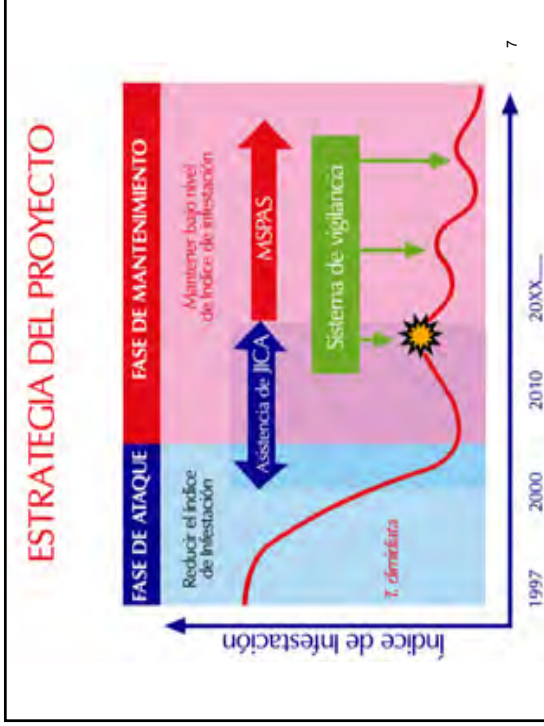 ESTRATEGIA DEL PROYECTO
FASE DE ATAQUE
FASE DE MANTENIMIENTO
Reducir el índice
de Infestación
Mantener bajo nivel
de índice de infestación
Asistencia de JICA
MSPAS
Sistema de vigilancia
T. dimidiata
Índice de Infestación
1997
2000
2010
20XX___
7